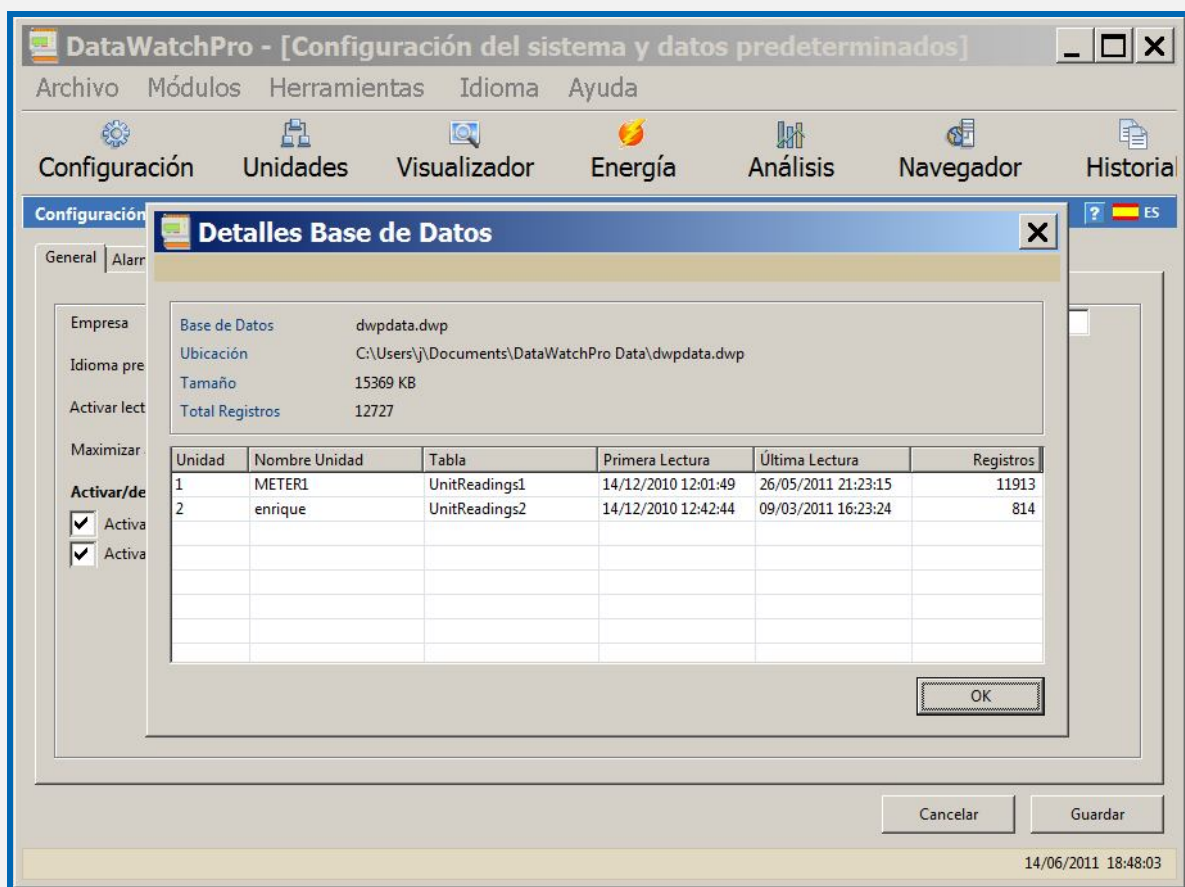 DataWatchPro - [Configuración del sistema y datos predeterminados]
Archivo Módulos Herramientas Idioma Ayuda
Configuración Unidades Visualizador Energía Análisis Navegador Historial
Configuración ? ES
Detalles Base de Datos
General Alarr
Empresa
Idioma pre
Activar lect
Maximizar
Activar/de
Activa
Activa
Base de Datos dwpdata.dwp
Ubicación C:\Users\j\Documents\DataWatchPro Data\dwpdata.dwp
Tamaño 15369 KB
Total Registros 12727
Unidad Nombre Unidad Tabla Primera Lectura Última Lectura Registros
1 METER1 UnitReadings1 14/12/2010 12:01:49 26/05/2011 21:23:15 11913
2 enrique UnitReadings2 14/12/2010 12:42:44 09/03/2011 16:23:24 814
OK
Cancelar Guardar
14/06/2011 18:48:03